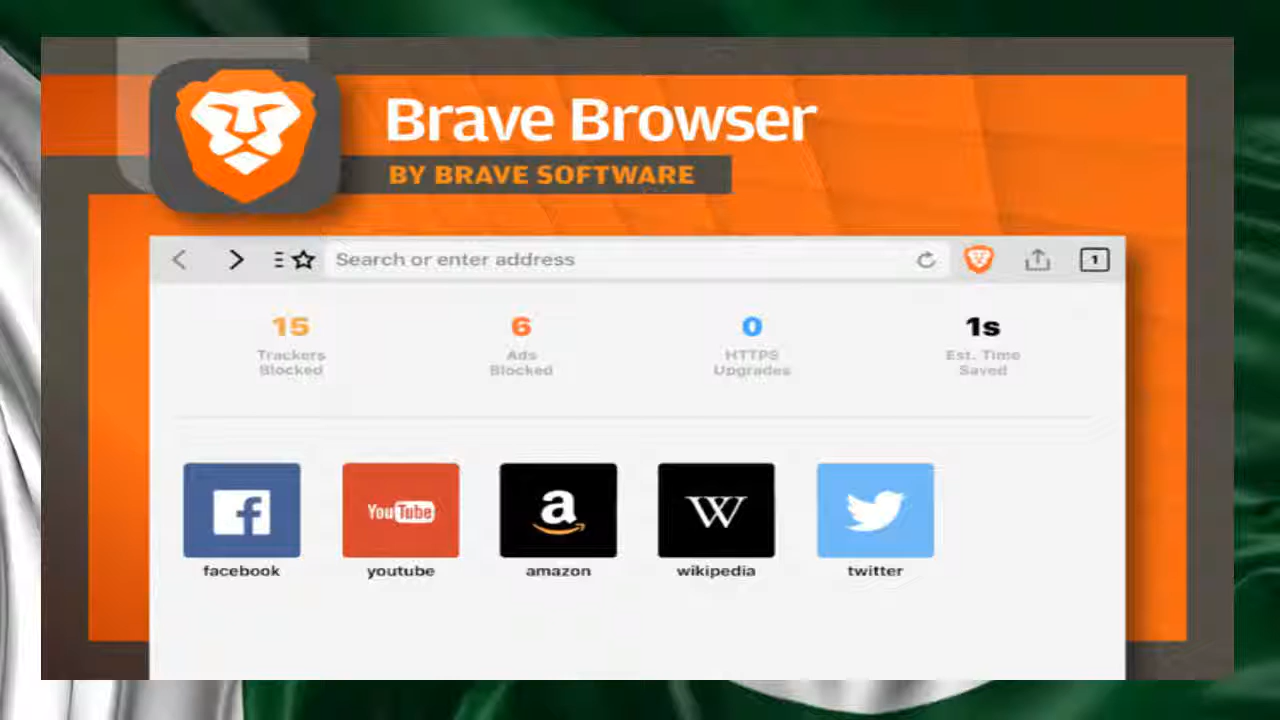 Brave Browser
BY BRAVE SOFTWARE
Search or enter address
1
15
Trackers
Blocked
6
Ads
Blocked
0
HTTPS
Upgrades
1s
Est. Time
Saved
YouTube
a
W
facebook
youtube
amazon
wikipedia
twitter